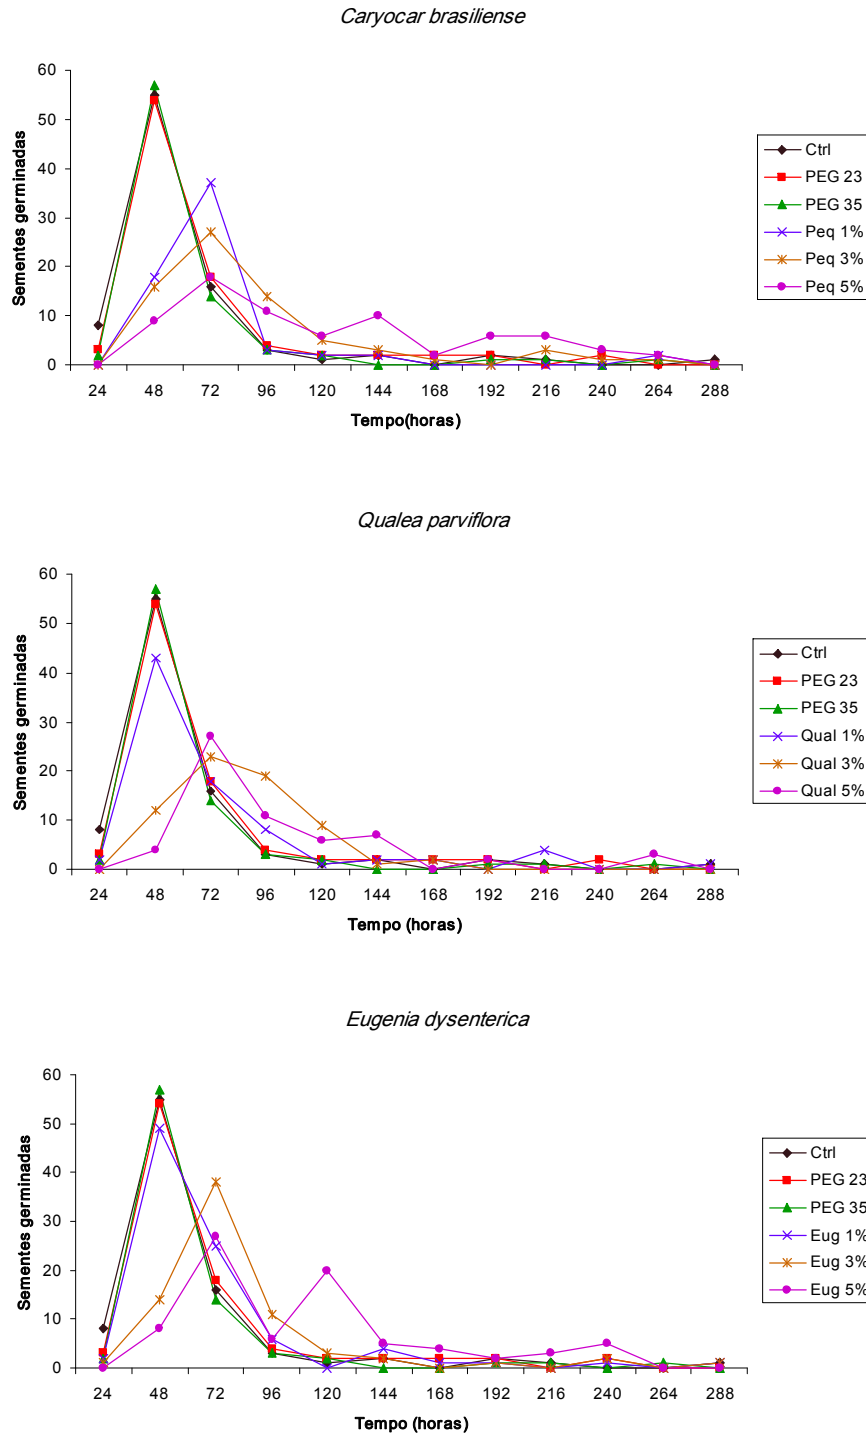 Caryocar brasiliense
60
50
40
30
20
10
0
Sementes germinadas
24 48 72 96 120 144 168 192 216 240 264 288
Tempo(horas)
Ctrl
PEG 23
PEG 35
Peq 1%
Peq 3%
Peq 5%
Qualea parviflora
60
50
40
30
20
10
0
Sementes germinadas
24 48 72 96 120 144 168 192 216 240 264 288
Tempo (horas)
Ctrl
PEG 23
PEG 35
Qual 1%
Qual 3%
Qual 5%
Eugenia dysenterica
60
50
40
30
20
10
0
Sementes germinadas
24 48 72 96 120 144 168 192 216 240 264 288
Tempo (horas)
Ctrl
PEG 23
PEG 35
Eug 1%
Eug 3%
Eug 5%